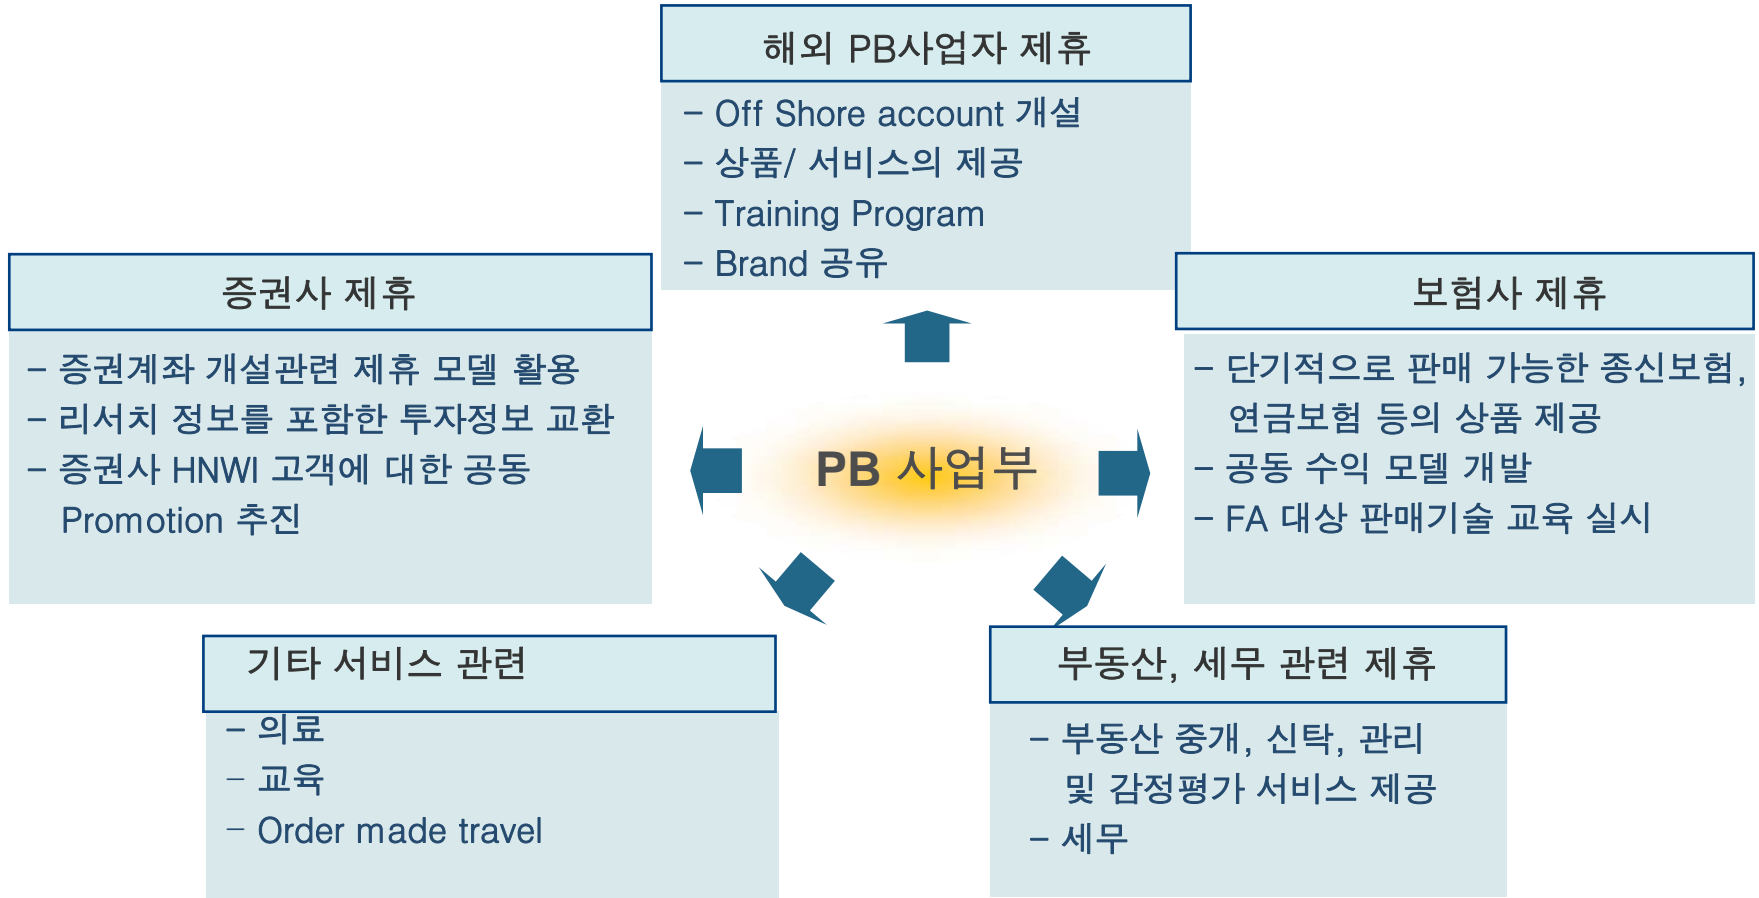 해외 PB사업자 제휴
– Off Shore account 개설
– 상품/ 서비스의 제공
– Training Program
– Brand 공유
증권사 제휴
– 증권계좌 개설관련 제휴 모델 활용
– 리서치 정보를 포함한 투자정보 교환
– 증권사 HNWI 고객에 대한 공동
Promotion 추진
보험사 제휴
– 단기적으로 판매 가능한 종신보험,
연금보험 등의 상품 제공
– 공동 수익 모델 개발
– FA 대상 판매기술 교육 실시
PB 사업부
기타 서비스 관련
– 의료
– 교육
– Order made travel
부동산, 세무 관련 제휴
– 부동산 중개, 신탁, 관리
및 감정평가 서비스 제공
– 세무